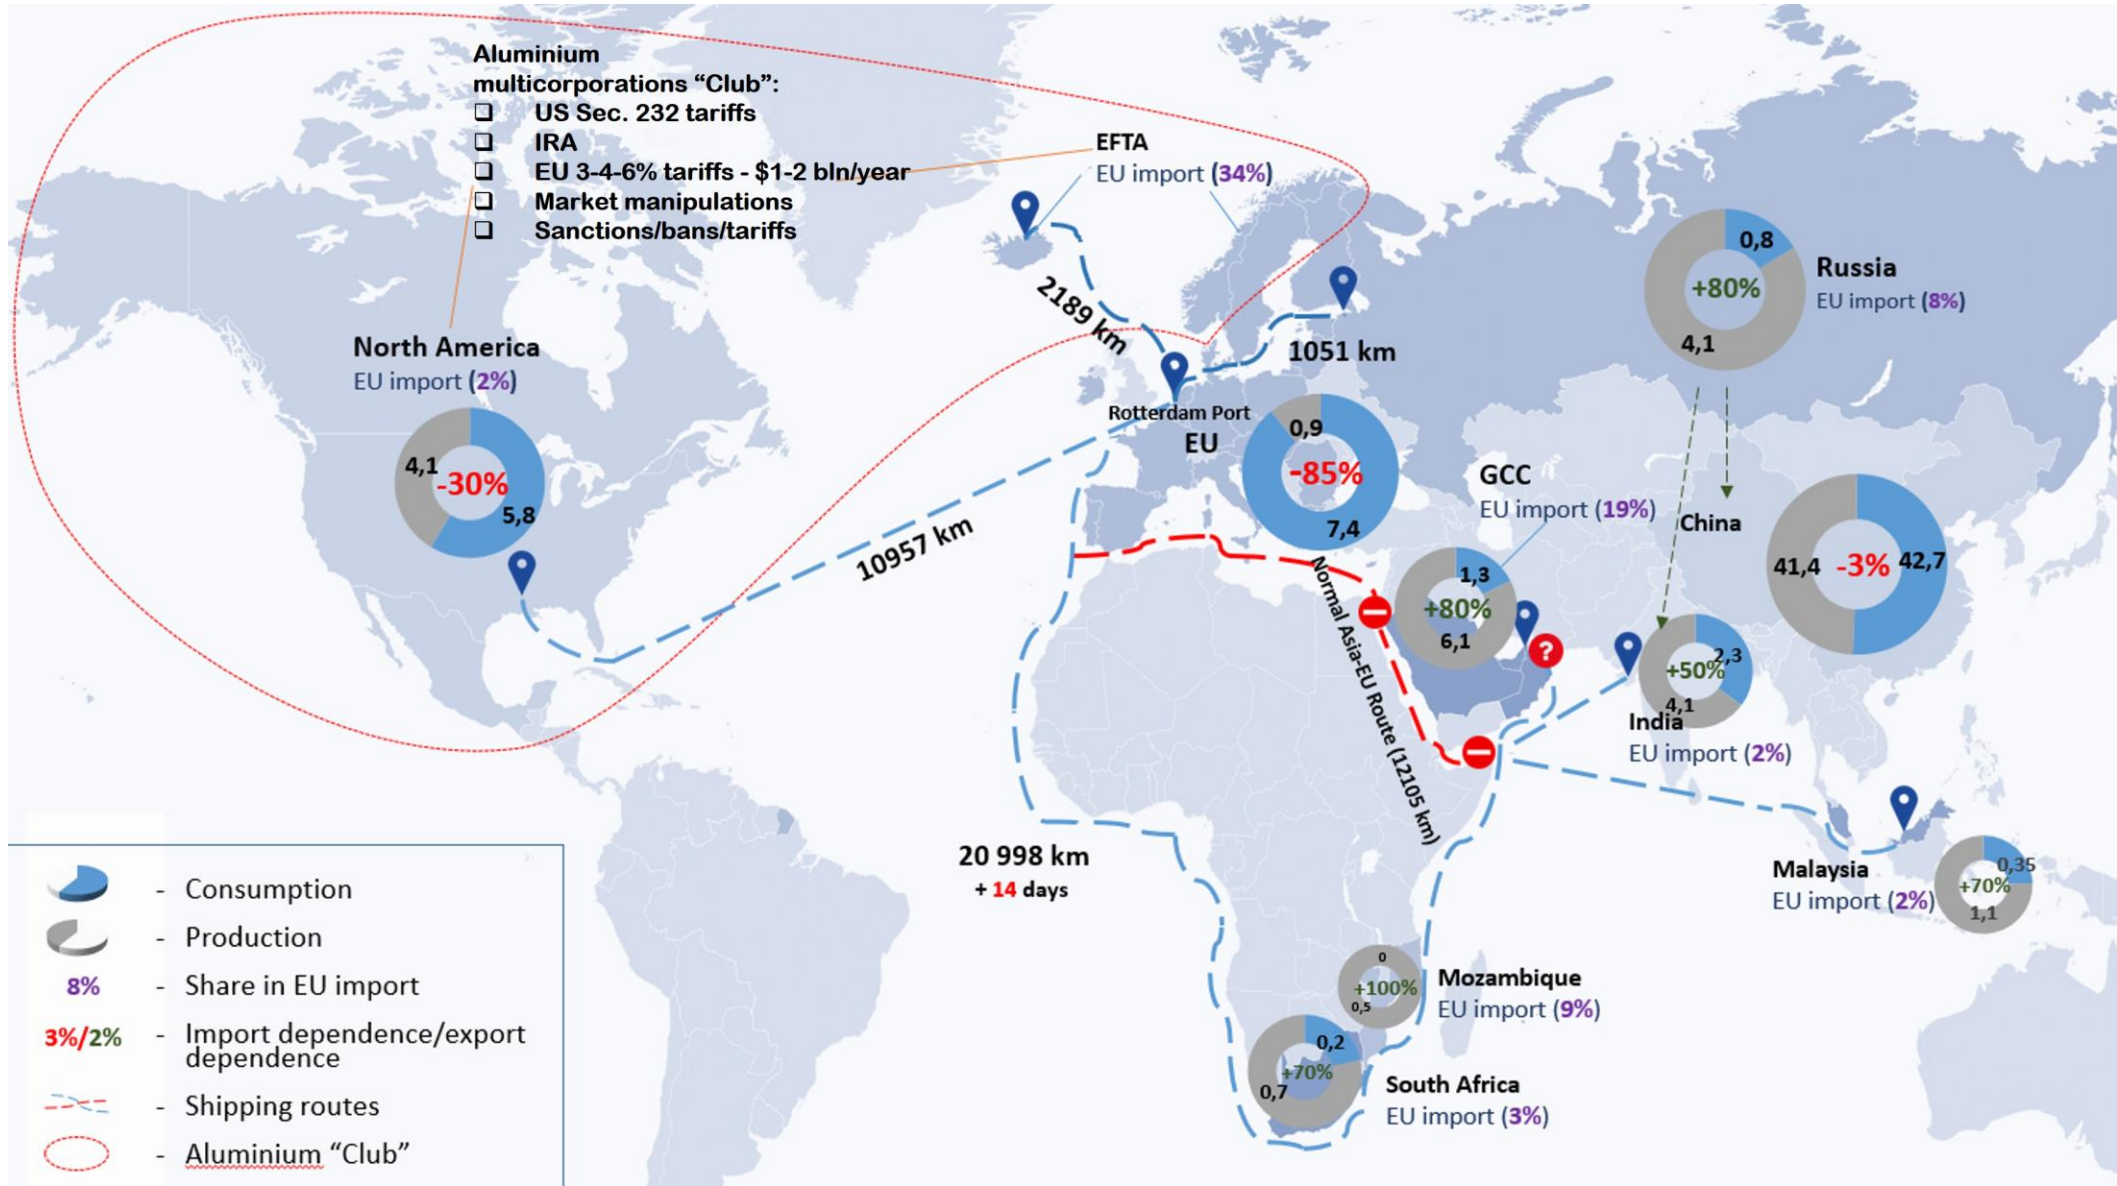 Aluminium
multicorporations “Club”:
❑ US Sec. 232 tariffs
❑ IRA
❑ EU 3-4-6% tariffs - $1-2 bln/year
❑ Market manipulations
❑ Sanctions/bans/tariffs
EFTA
EU import (34%)
0,8
+80%
4,1
Russia
EU import (8%)
2189 km
1051 km
North America
EU import (2%)
4,1
-30%
5,8
Rotterdam Port
EU
0,9
-85%
7,4
10957 km
GCC
EU import (19%)
1,3
+80%
6,1
China
41,4
-3%
42,7
?
Normal Asia-EU Route (12105 km)
2,3
+50%
4,1
India
EU import (2%)
20 998 km
+ 14 days
Malaysia
EU import (2%)
0,35
+70%
1,1
0
+100%
0,5
Mozambique
EU import (9%)
0,2
+70%
0,7
South Africa
EU import (3%)
- Consumption
- Production
8% - Share in EU import
3%/2% - Import dependence/export
dependence
- Shipping routes
- Aluminium “Club”